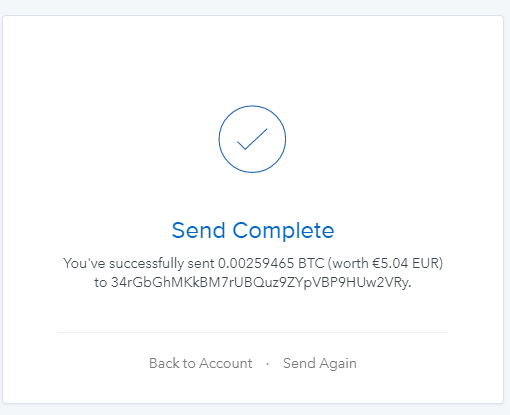 Send Complete
You've successfully sent 0.00259465 BTC (worth €5.04 EUR)
to 34rGbGhMKkBM7rUBQuz9ZYpVBP9HUw2VRy.
Back to Account · Send Again